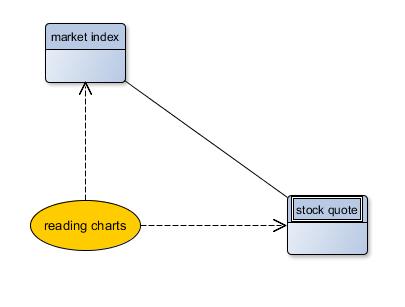 market index
stock quote
reading charts